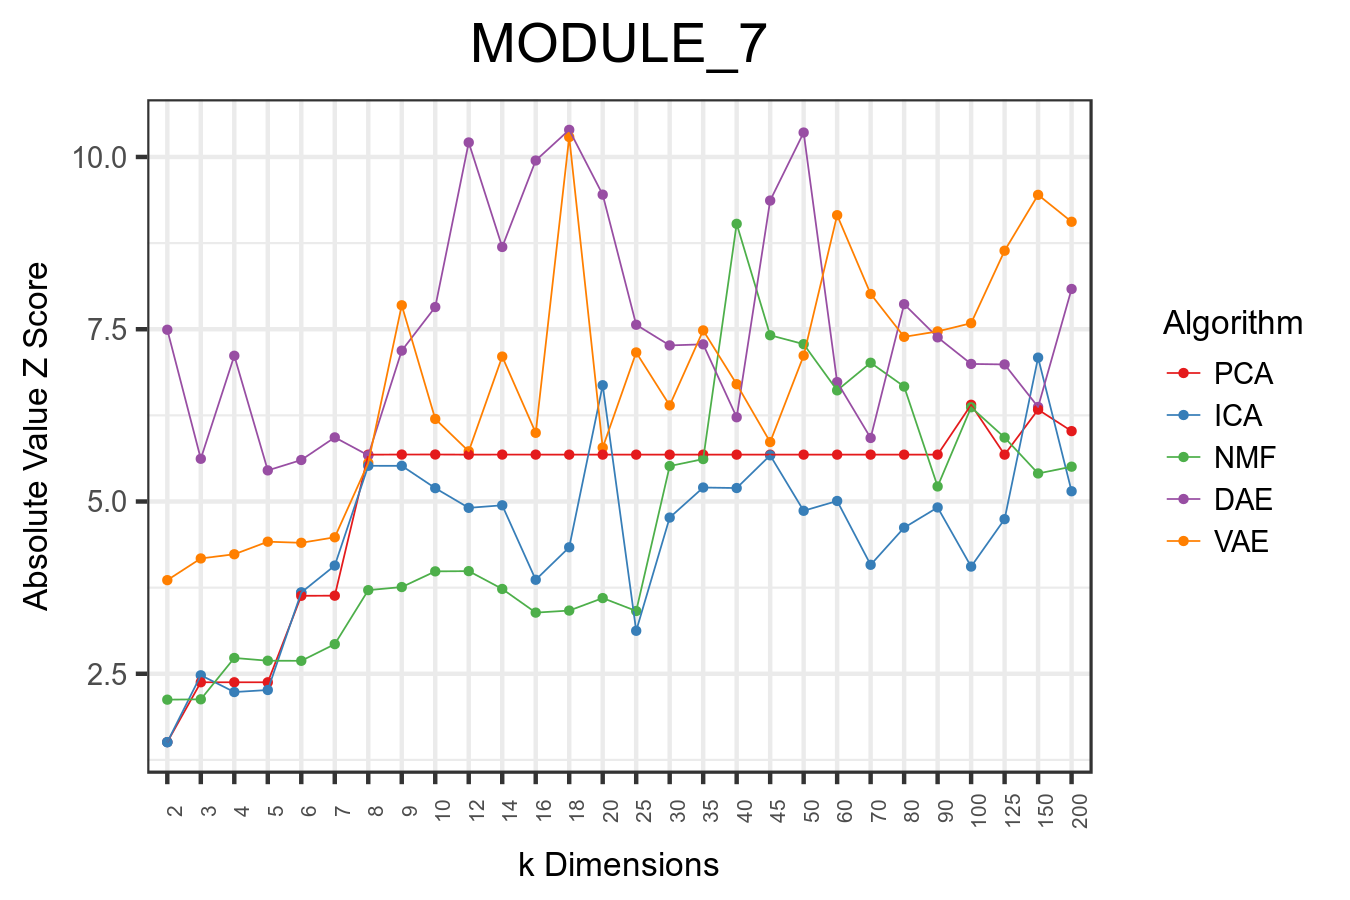 MODULE_7
Absolute Value Z Score
10.0
7.5
5.0
2.5
2 3 4 5 6 7 8 9 10 12 14 16 18 20 25 30 35 40 45 50 60 70 80 90 100 125 150 200
k Dimensions
Algorithm
PCA
ICA
NMF
DAE
VAE